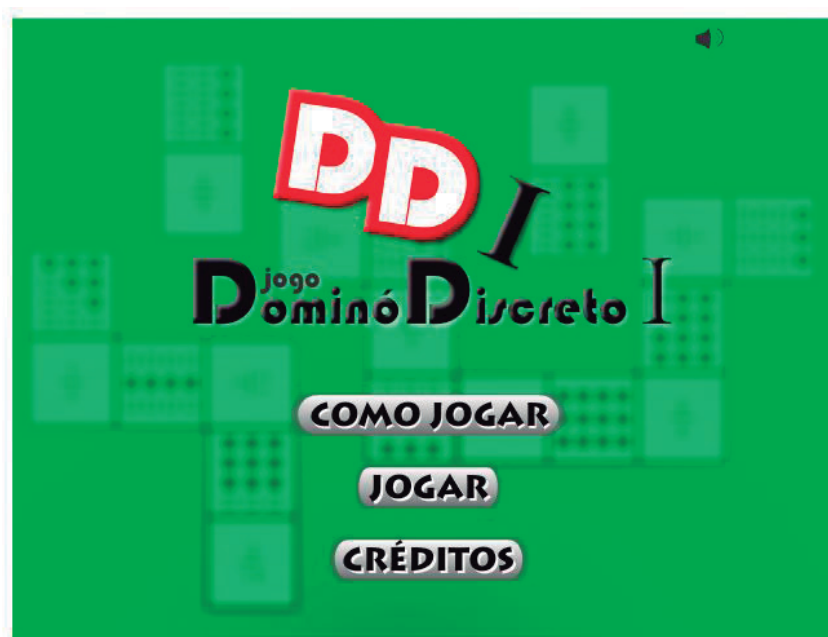 DD I
jogo
Dominó Discreto I
COMO JOGAR
JOGAR
CRÉDITOS